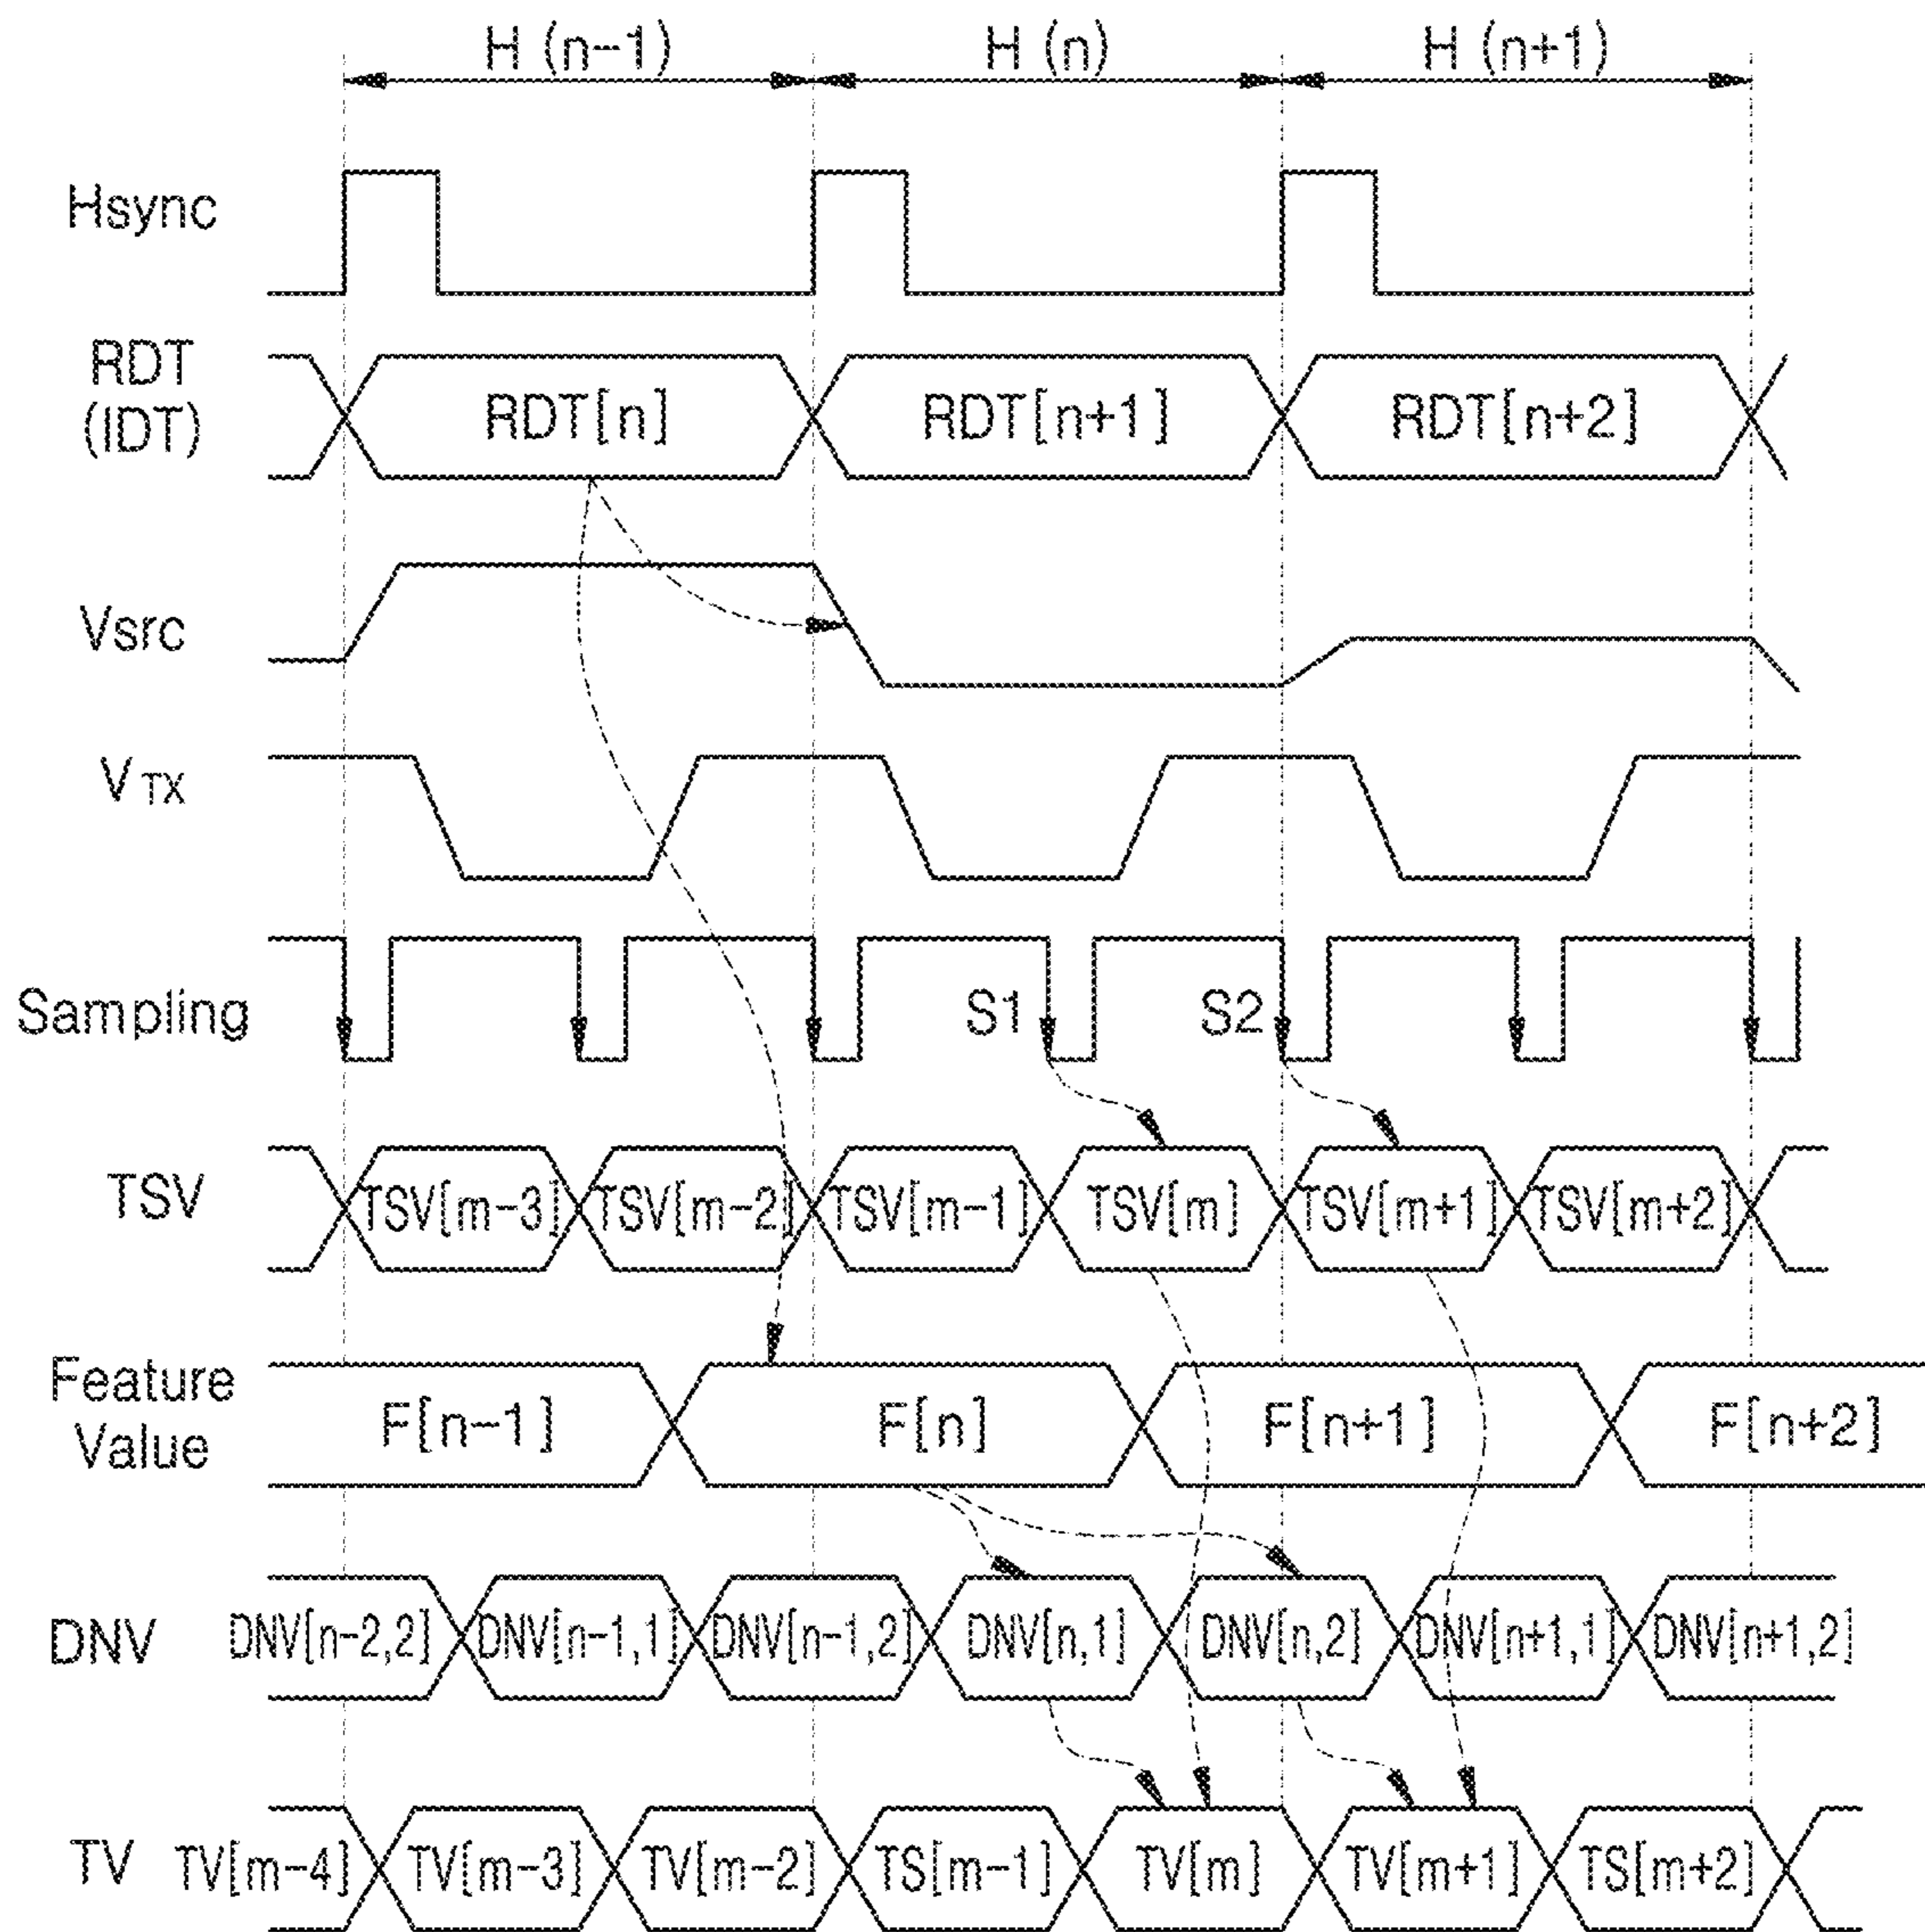 H (n-1) H (n) H (n+1)
Hsync
RDT
(IDT)
RDT[n] RDT[n+1] RDT[n+2]
Vsrc
VTX
Sampling S1 S2
TSV TSV[m-3] TSV[m-2] TSV[m-1] TSV[m] TSV[m+1] TSV[m+2]
Feature
Value
F[n-1] F[n] F[n+1] F[n+2]
DNV DNV[n-2,2] DNV[n-1,1] DNV[n-1,2] DNV[n,1] DNV[n,2] DNV[n+1,1] DNV[n+1,2]
TV TV[m-4] TV[m-3] TV[m-2] TS[m-1] TV[m] TV[m+1] TS[m+2]